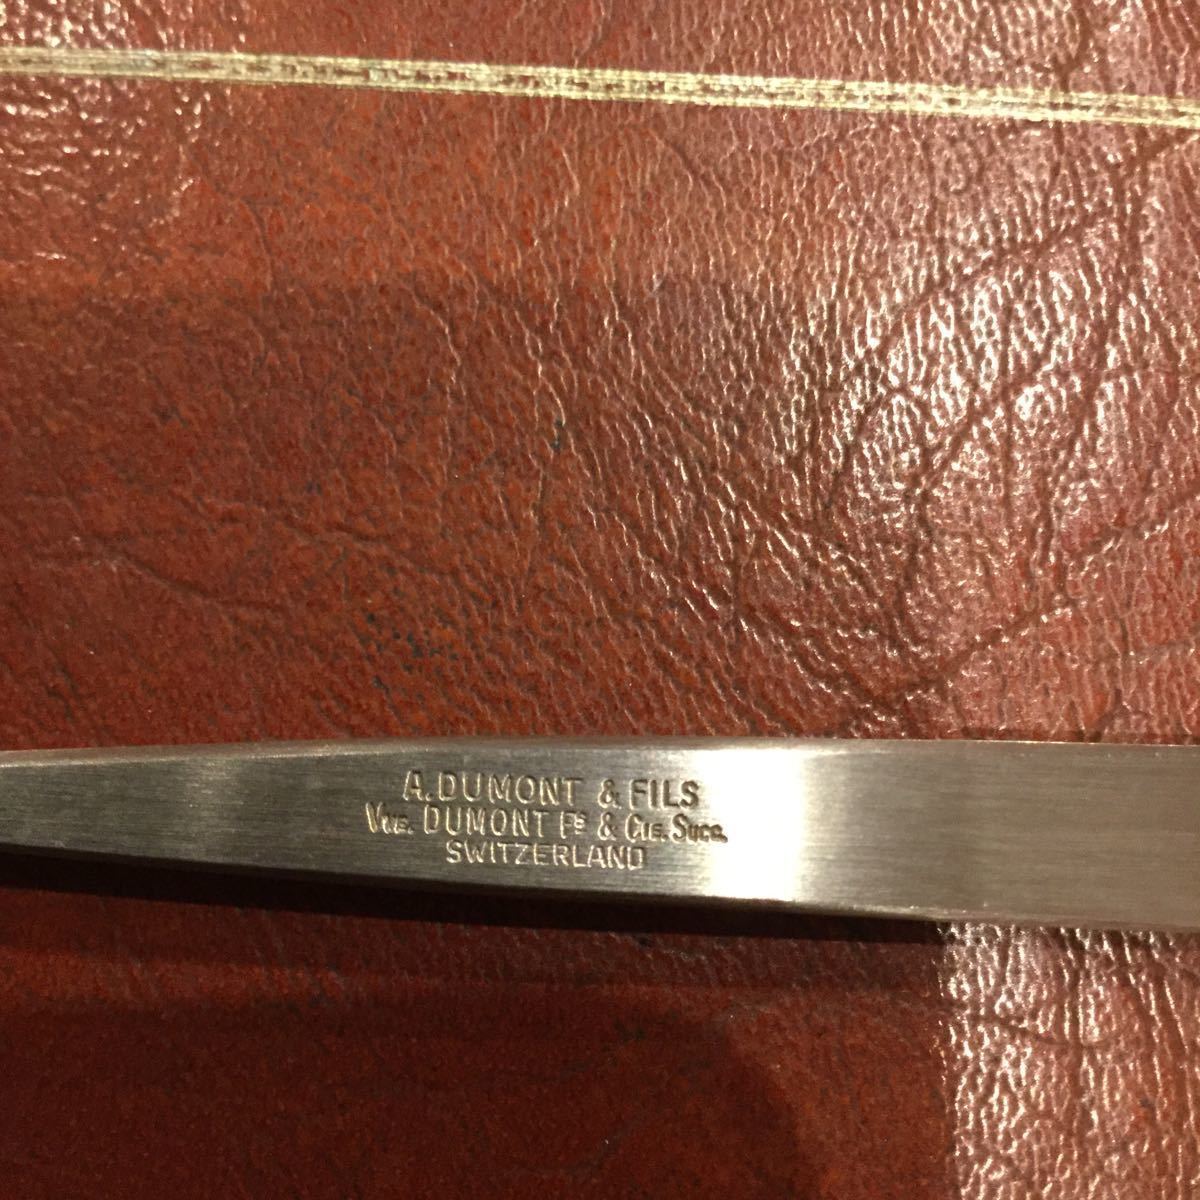 A. DUMONT & FILS
Vve. DUMONT Fs & Cie. Succ.
SWITZERLAND